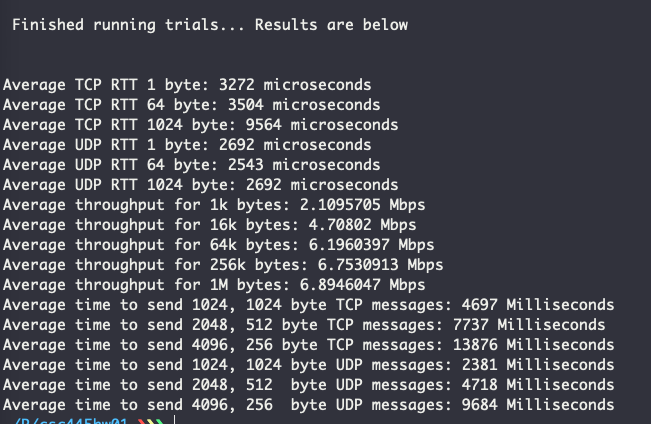 Finished running trials... Results are below
Average TCP RTT 1 byte: 3272 microseconds
Average TCP RTT 64 byte: 3504 microseconds
Average TCP RTT 1024 byte: 9564 microseconds
Average UDP RTT 1 byte: 2692 microseconds
Average UDP RTT 64 byte: 2543 microseconds
Average UDP RTT 1024 byte: 2692 microseconds
Average throughput for 1k bytes: 2.1095705 Mbps
Average throughput for 16k bytes: 4.70802 Mbps
Average throughput for 64k bytes: 6.1960397 Mbps
Average throughput for 256k bytes: 6.7530913 Mbps
Average throughput for 1M bytes: 6.8946047 Mbps
Average time to send 1024, 1024 byte TCP messages: 4697 Milliseconds
Average time to send 2048, 512 byte TCP messages: 7737 Milliseconds
Average time to send 4096, 256 byte TCP messages: 13876 Milliseconds
Average time to send 1024, 1024 byte UDP messages: 2381 Milliseconds
Average time to send 2048, 512  byte UDP messages: 4718 Milliseconds
Average time to send 4096, 256  byte UDP messages: 9684 Milliseconds